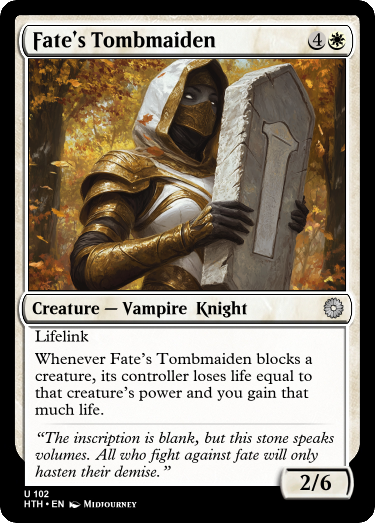 Fate's Tombmaiden 4
Creature — Vampire Knight
Lifelink
Whenever Fate's Tombmaiden blocks a
creature, its controller loses life equal to
that creature's power and you gain that
much life.
“The inscription is blank, but this stone speaks
volumes. All who fight against fate will only
hasten their demise.”
2/6
U 102
HTH • EN Midjourney